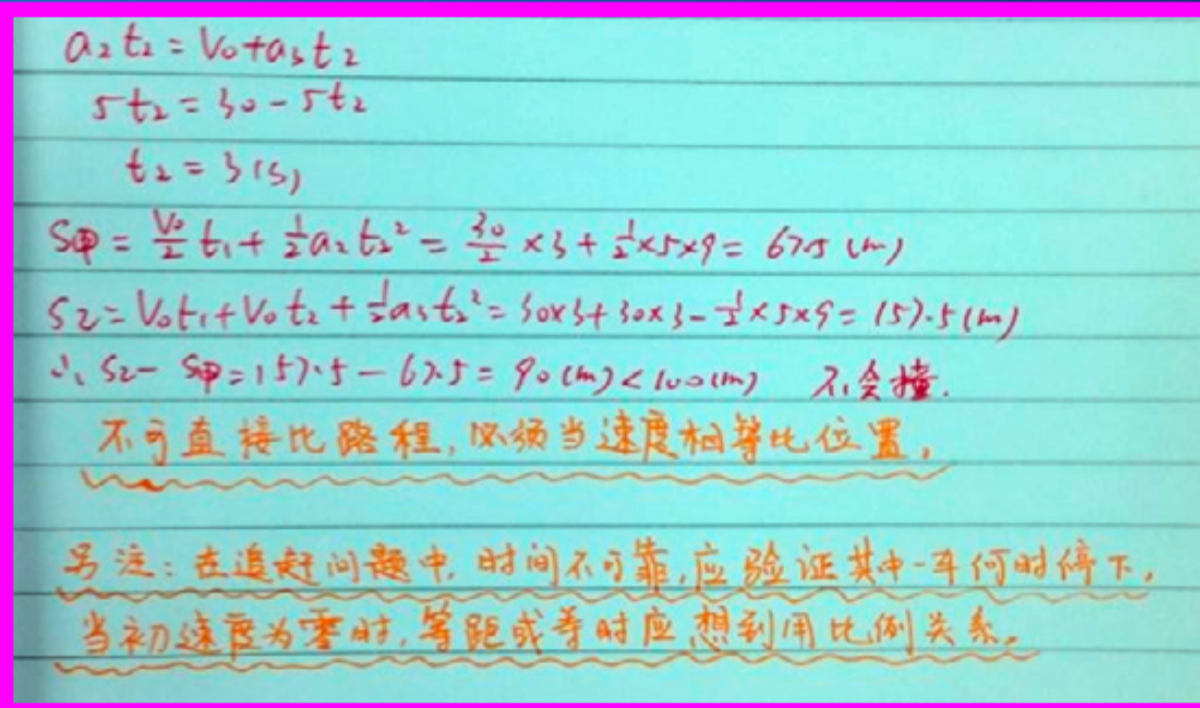 a₂t₂=V₀+a₃t₂
5t₂=30-5t₂
t₂=3(s)
S甲=V₀/2 t₁+1/2a₂t₂²=30/2×3+1/2×5×9=67.5(m)
S乙=V₀t₁+V₀t₂+1/2a₃t₂²=30×3+30×3-1/2×5×9=157.5(m)
∴S乙-S甲=157.5-67.5=90(m)<100(m) 不会撞.
不可直接比路程,必须当速度相等比位置。
另注:在追赶问题中,时间不可靠,应验证其中一车何时停下,
当初速度为零时,等距或等时应想到用比例关系。